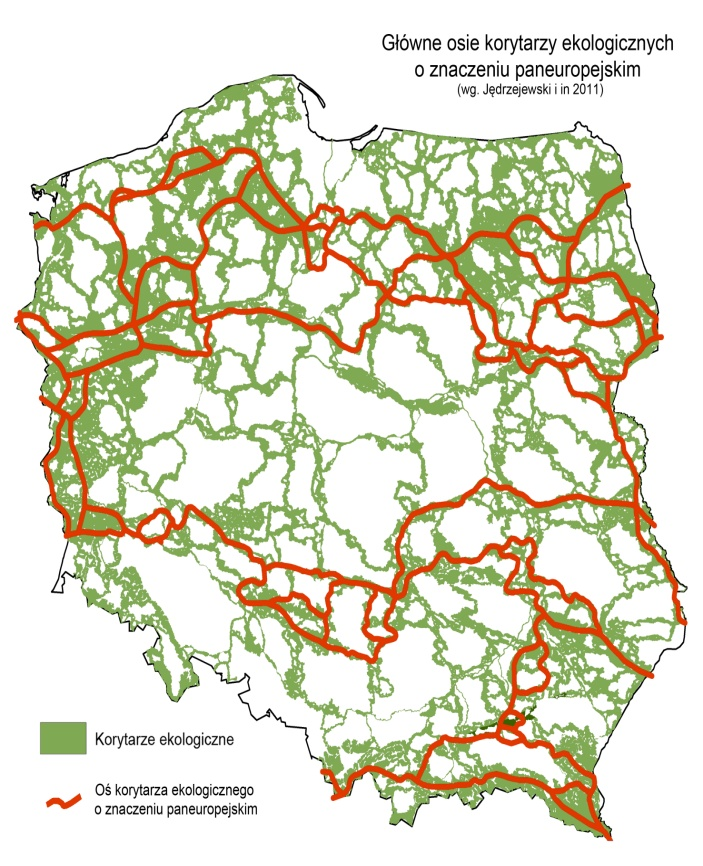 Główne osie korytarzy ekologicznych
o znaczeniu paneuropejskim
(wg. Jędrzejewski i in 2011)
Korytarze ekologiczne
Oś korytarza ekologicznego
o znaczeniu paneuropejskim